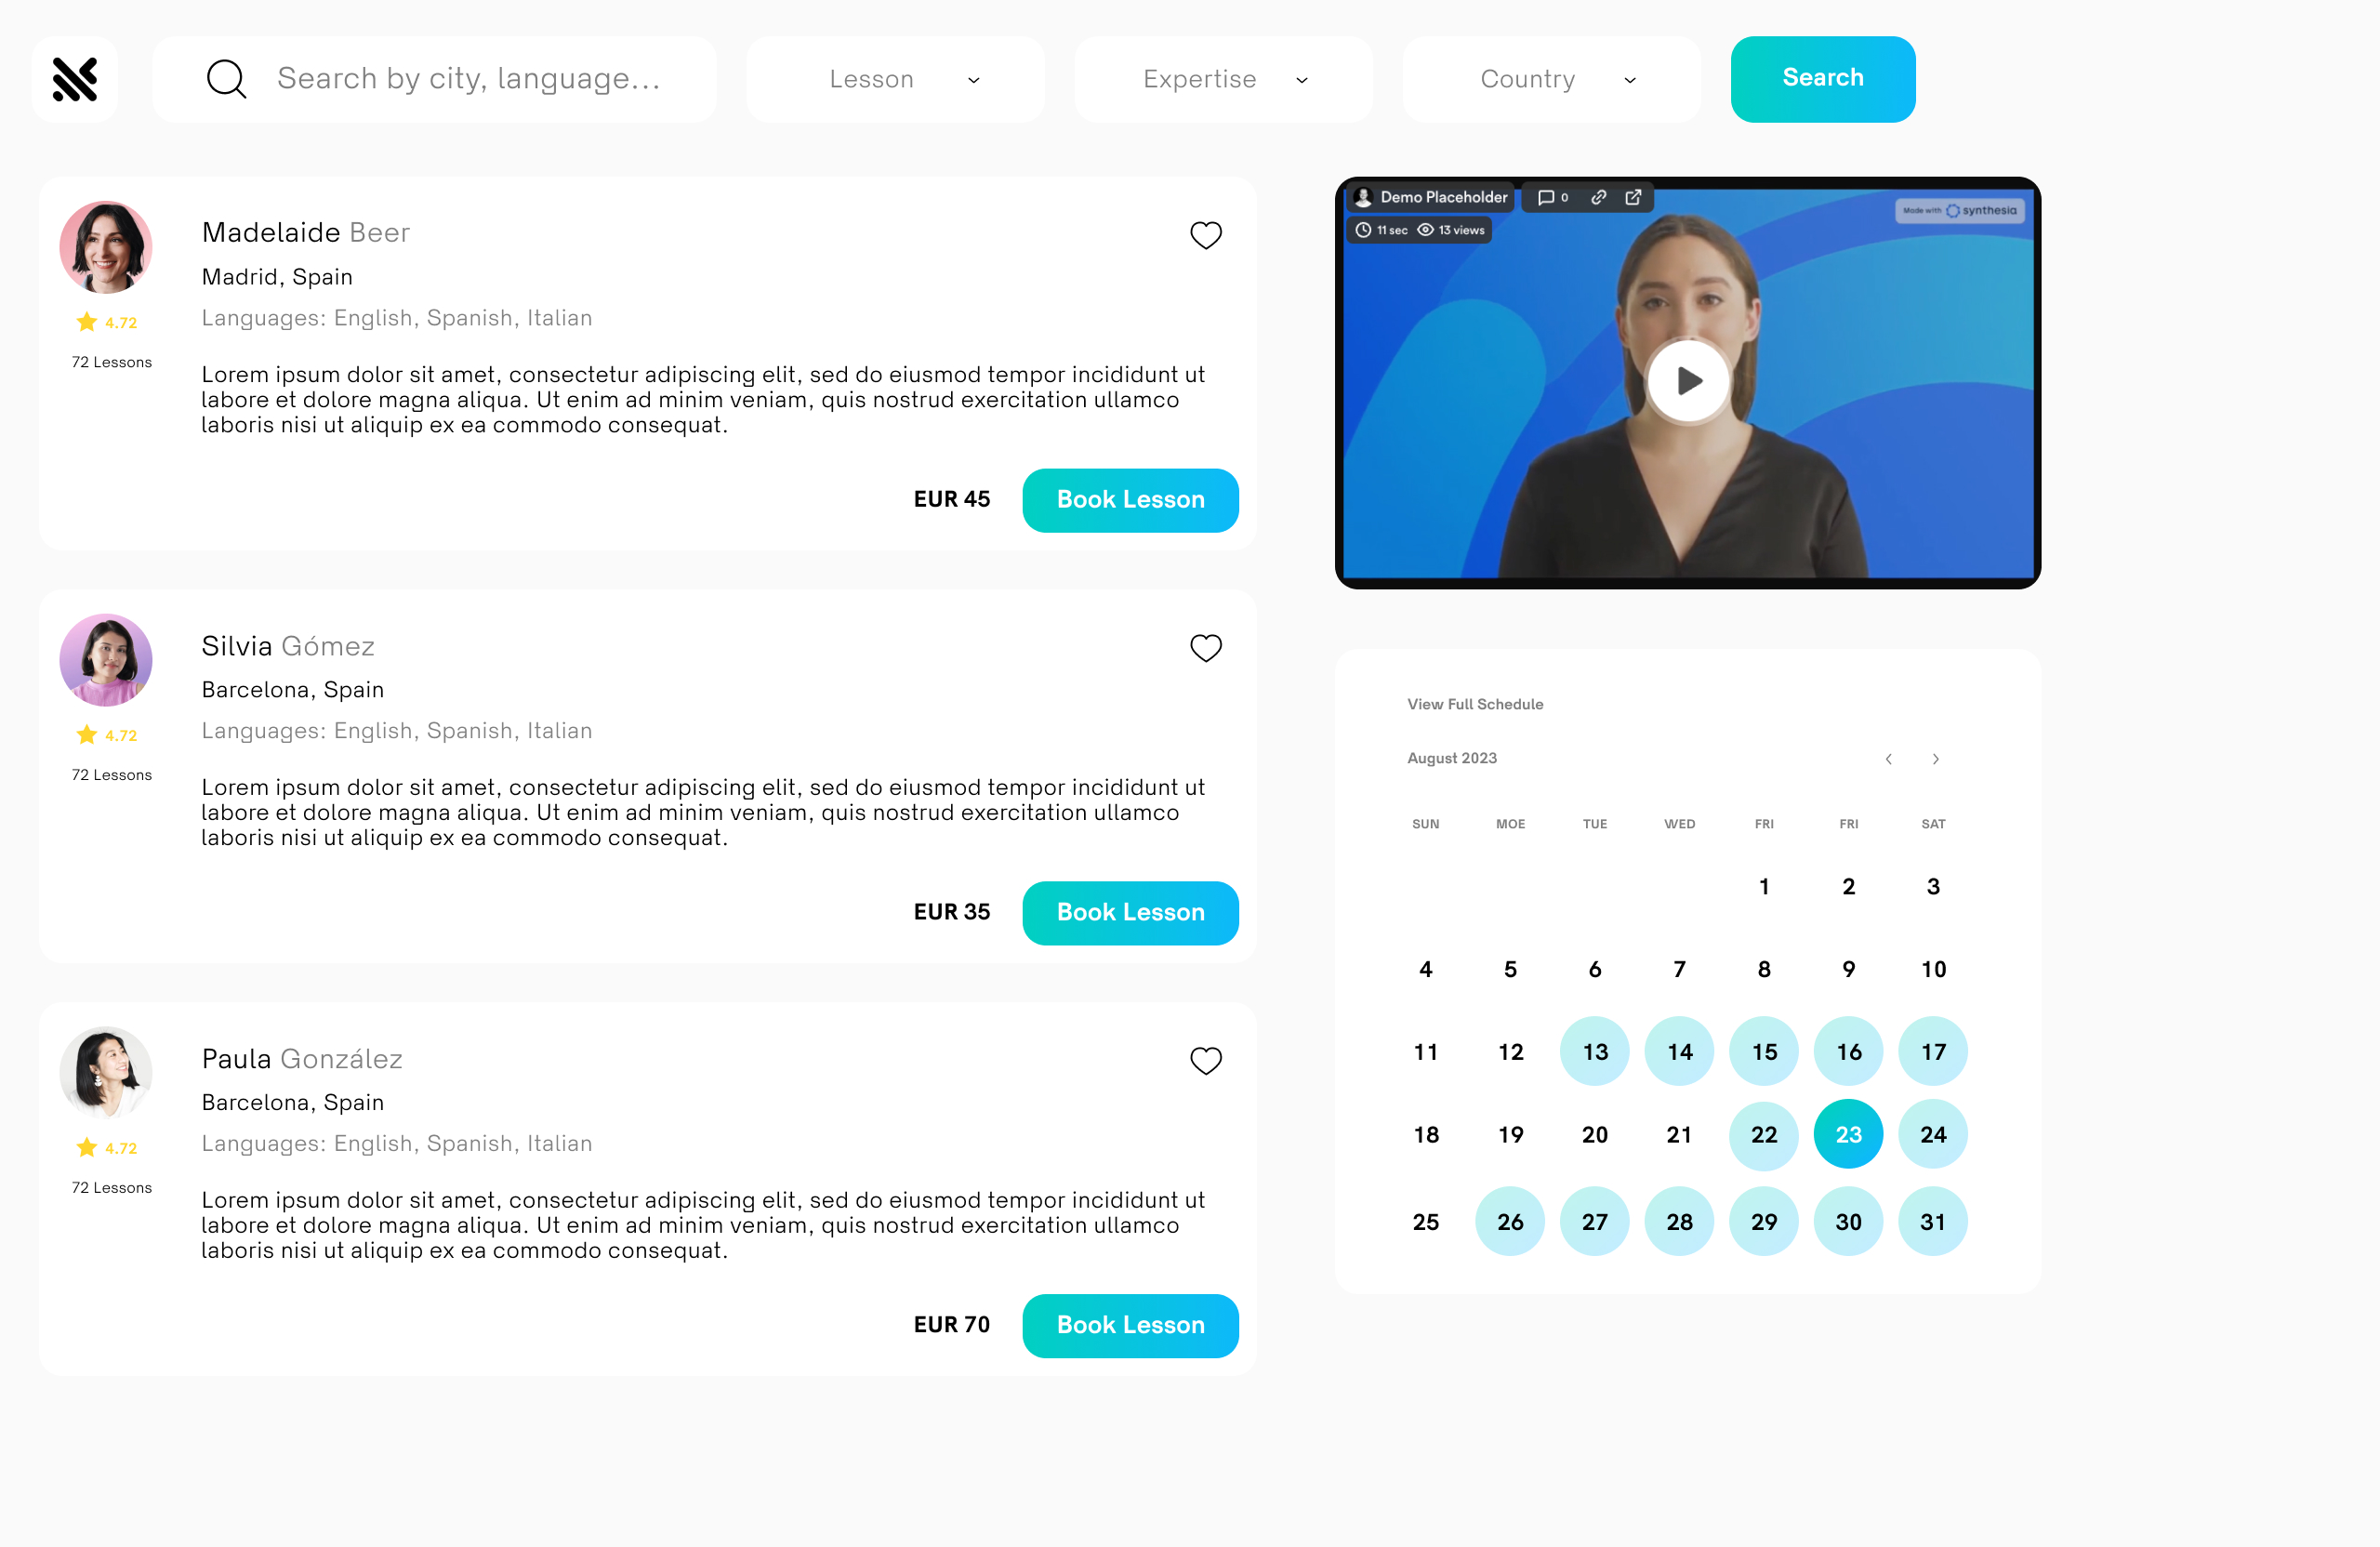 Search by city, language...
Lesson
Expertise
Country
Search
Madelaide Beer
Madrid, Spain
Languages: English, Spanish, Italian
4.72
72 Lessons
Lorem ipsum dolor sit amet, consectetur adipiscing elit, sed do eiusmod tempor incididunt ut
labore et dolore magna aliqua. Ut enim ad minim veniam, quis nostrud exercitation ullamco
laboris nisi ut aliquip ex ea commodo consequat.
EUR 45
Book Lesson
Silvia Gómez
Barcelona, Spain
Languages: English, Spanish, Italian
4.72
72 Lessons
Lorem ipsum dolor sit amet, consectetur adipiscing elit, sed do eiusmod tempor incididunt ut
labore et dolore magna aliqua. Ut enim ad minim veniam, quis nostrud exercitation ullamco
laboris nisi ut aliquip ex ea commodo consequat.
EUR 35
Book Lesson
Paula González
Barcelona, Spain
Languages: English, Spanish, Italian
4.72
72 Lessons
Lorem ipsum dolor sit amet, consectetur adipiscing elit, sed do eiusmod tempor incididunt ut
labore et dolore magna aliqua. Ut enim ad minim veniam, quis nostrud exercitation ullamco
laboris nisi ut aliquip ex ea commodo consequat.
EUR 70
Book Lesson
Demo Placeholder
0
11 sec 13 views
Made with synthesia
View Full Schedule
August 2023
SUN MOE TUE WED FRI FRI SAT
1 2 3
4 5 6 7 8 9 10
11 12 13 14 15 16 17
18 19 20 21 22 23 24
25 26 27 28 29 30 31